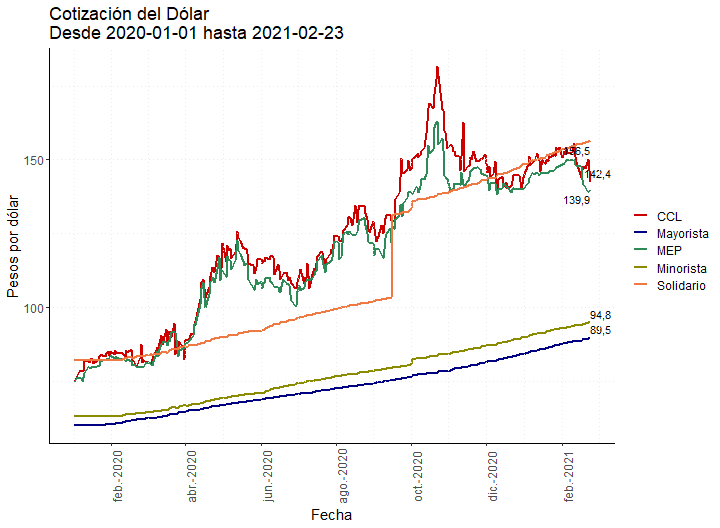 Cotización del Dólar
Desde 2020-01-01 hasta 2021-02-23
Pesos por dólar
150
100
156,5
142,4
139,9
94,8
89,5
CCL
Mayorista
MEP
Minorista
Solidario
feb.-2020
abr.-2020
jun.-2020
ago.-2020
oct.-2020
dic.-2020
feb.-2021
Fecha